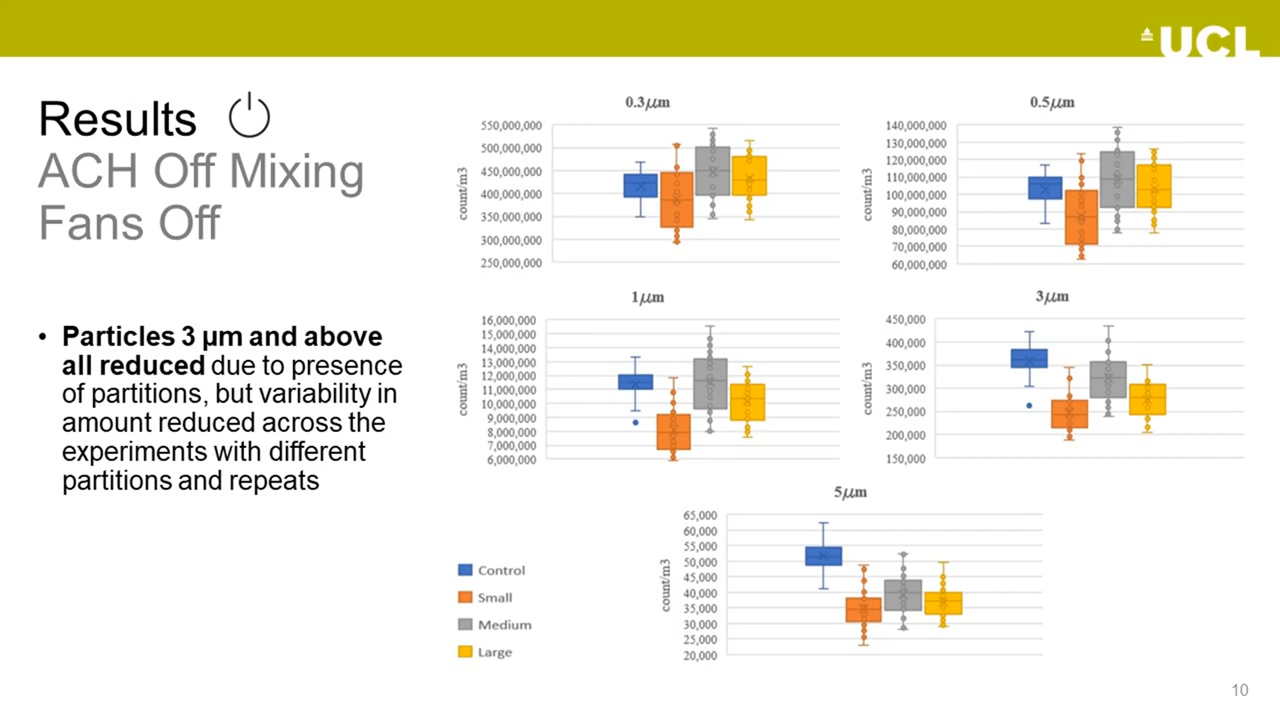 UCL
Results
ACH Off Mixing
Fans Off
• Particles 3 µm and above
all reduced due to presence
of partitions, but variability in
amount reduced across the
experiments with different
partitions and repeats
0.3μm
550,000,000
500,000,000
450,000,000
400,000,000
350,000,000
300,000,000
250,000,000
count/m3
0.5μm
140,000,000
130,000,000
120,000,000
110,000,000
100,000,000
90,000,000
80,000,000
70,000,000
60,000,000
count/m3
1μm
16,000,000
15,000,000
14,000,000
13,000,000
12,000,000
11,000,000
10,000,000
9,000,000
8,000,000
7,000,000
6,000,000
count/m3
3μm
450,000
400,000
350,000
300,000
250,000
200,000
150,000
count/m3
5μm
65,000
60,000
55,000
50,000
45,000
40,000
35,000
30,000
25,000
20,000
count/m3
Control
Small
Medium
Large
10